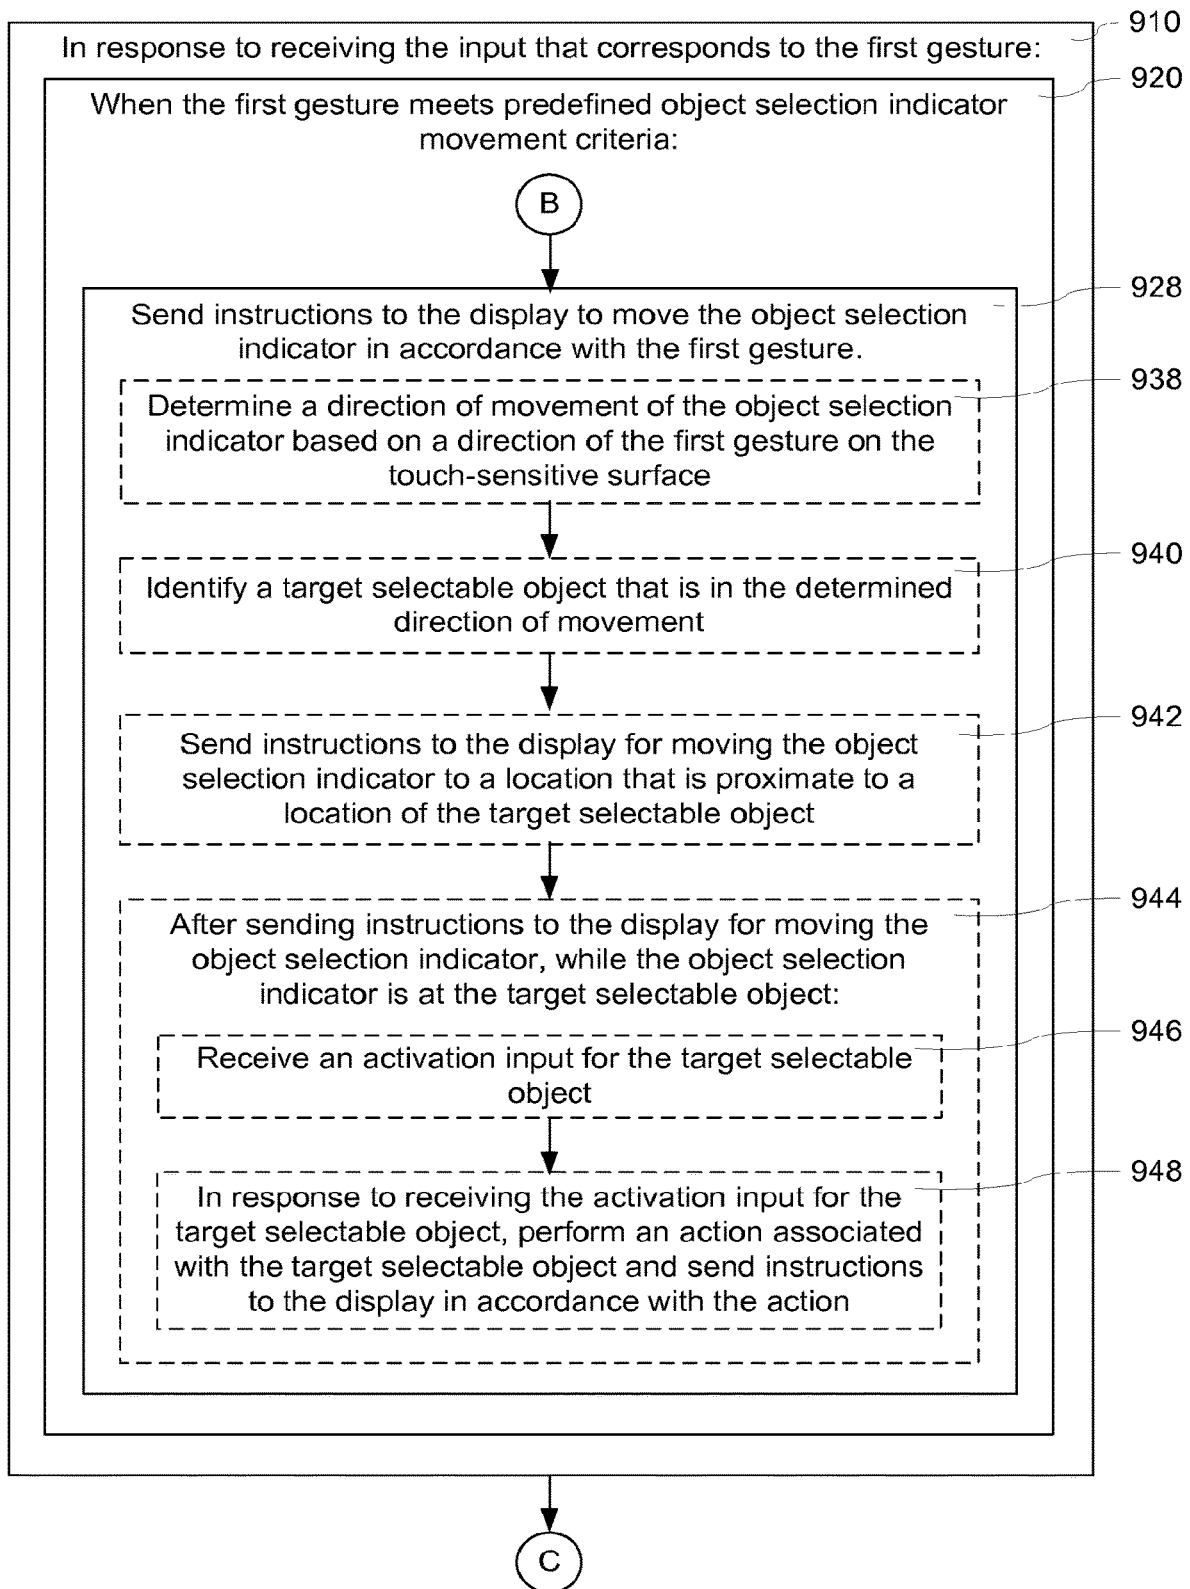 910
In response to receiving the input that corresponds to the first gesture:
920
When the first gesture meets predefined object selection indicator
movement criteria:
B
928
Send instructions to the display to move the object selection
indicator in accordance with the first gesture.
938
Determine a direction of movement of the object selection
indicator based on a direction of the first gesture on the
touch-sensitive surface
940
Identify a target selectable object that is in the determined
direction of movement
942
Send instructions to the display for moving the object
selection indicator to a location that is proximate to a
location of the target selectable object
944
After sending instructions to the display for moving the
object selection indicator, while the object selection
indicator is at the target selectable object:
946
Receive an activation input for the target selectable
object
948
In response to receiving the activation input for the
target selectable object, perform an action associated
with the target selectable object and send instructions
to the display in accordance with the action
C